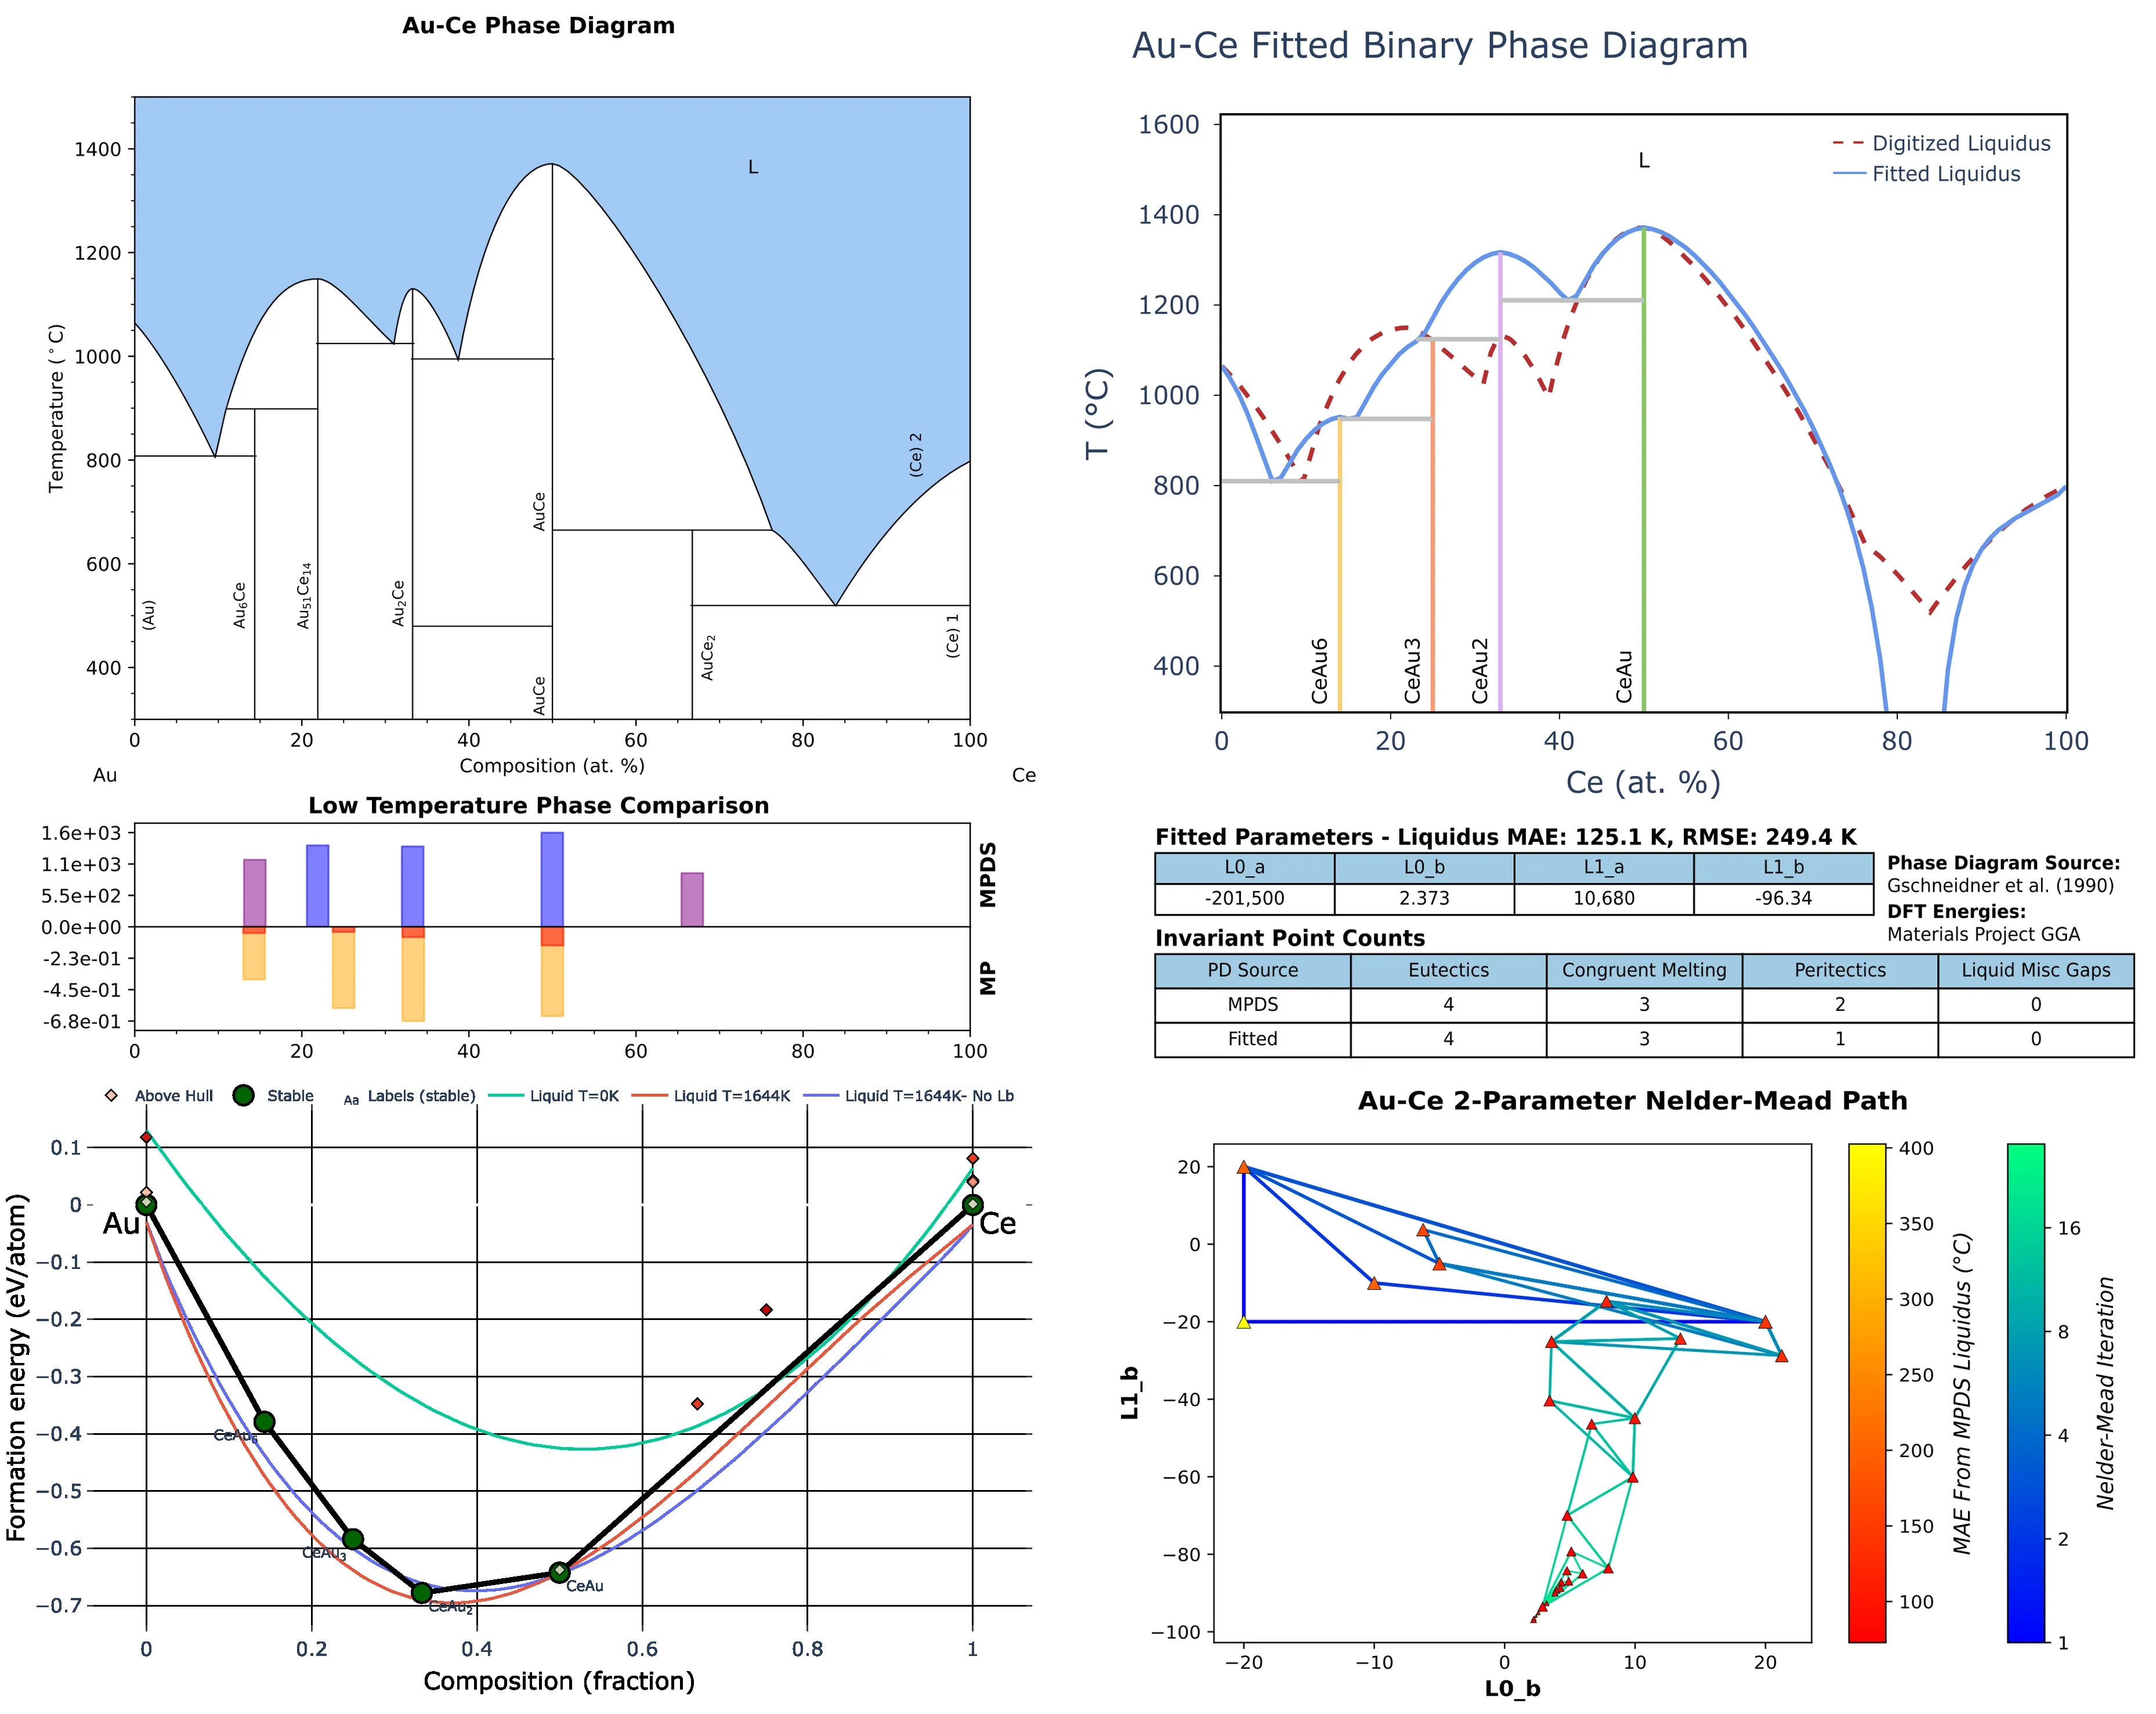 Au-Ce Phase Diagram
1400
1200
1000
800
600
400
Temperature (°C)
L
(Au)
Au6Ce
Au51Ce14
Au2Ce
AuCe
AuCe
AuCe2
(Ce) 2
(Ce) 1
0 20 40 60 80 100
Composition (at. %)
Au Ce
Low Temperature Phase Comparison
1.6e+03
1.1e+03
5.5e+02
0.0e+00
-2.3e-01
-4.5e-01
-6.8e-01
MPDS
MP
0 20 40 60 80 100
Above Hull Stable Aa Labels (stable) Liquid T=0K Liquid T=1644K Liquid T=1644K- No Lb
0.1
0
−0.1
−0.2
−0.3
−0.4
−0.5
−0.6
−0.7
Formation energy (eV/atom)
Au
Ce
CeAu6
CeAu3
CeAu2
CeAu
0 0.2 0.4 0.6 0.8 1
Composition (fraction)
Au-Ce Fitted Binary Phase Diagram
1600
1400
1200
1000
800
600
400
T (°C)
L
Digitized Liquidus
Fitted Liquidus
CeAu6
CeAu3
CeAu2
CeAu
0 20 40 60 80 100
Ce (at. %)
Fitted Parameters - Liquidus MAE: 125.1 K, RMSE: 249.4 K
L0_a L0_b L1_a L1_b
-201,500 2.373 10,680 -96.34
Phase Diagram Source:
Gschneidner et al. (1990)
DFT Energies:
Materials Project GGA
Invariant Point Counts
PD Source Eutectics Congruent Melting Peritectics Liquid Misc Gaps
MPDS 4 3 2 0
Fitted 4 3 1 0
Au-Ce 2-Parameter Nelder-Mead Path
20
0
−20
−40
−60
−80
−100
L1_b
−20 −10 0 10 20
L0_b
400
350
300
250
200
150
100
MAE From MPDS Liquidus (°C)
16
8
4
2
1
Nelder-Mead Iteration